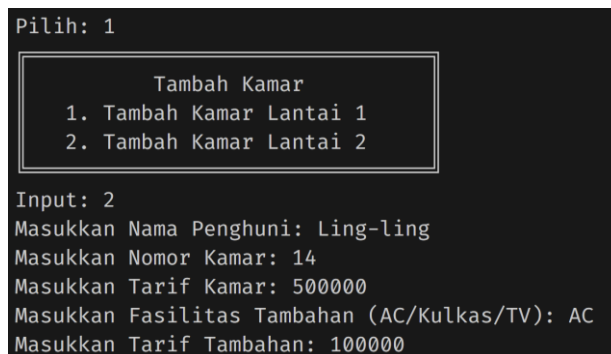 Pilih: 1
Tambah Kamar
1. Tambah Kamar Lantai 1
2. Tambah Kamar Lantai 2
Input: 2
Masukkan Nama Penghuni: Ling-ling
Masukkan Nomor Kamar: 14
Masukkan Tarif Kamar: 500000
Masukkan Fasilitas Tambahan (AC/Kulkas/TV): AC
Masukkan Tarif Tambahan: 100000